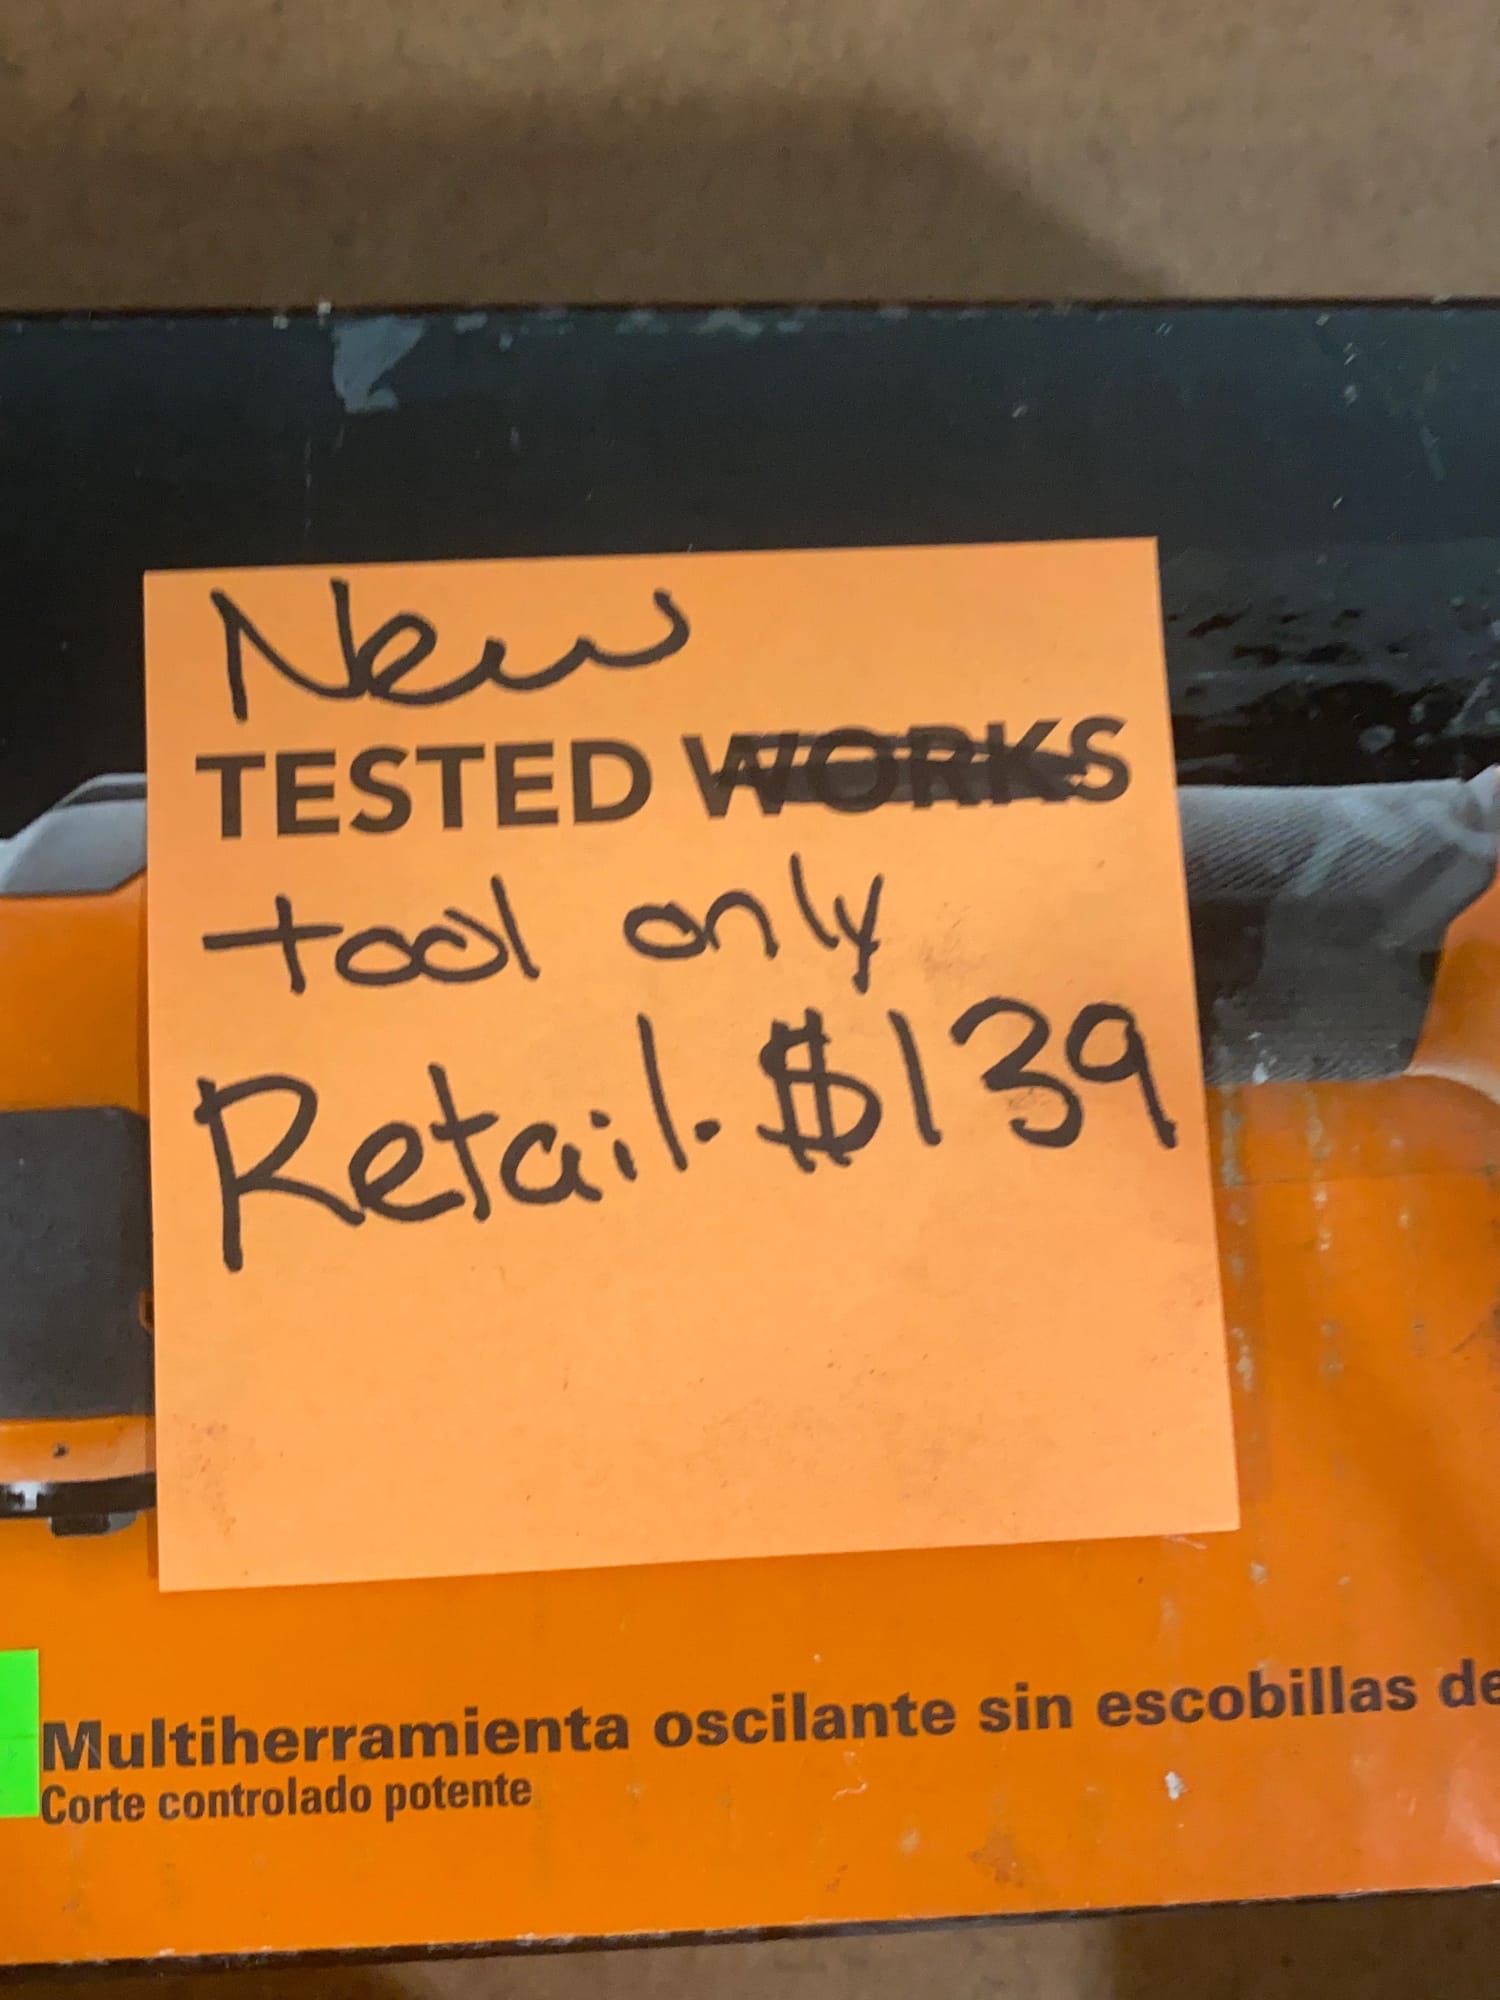 New
TESTED WORKS
tool only
Retail. $139
Multiherramienta oscilante sin escobillas de
Corte controlado potente